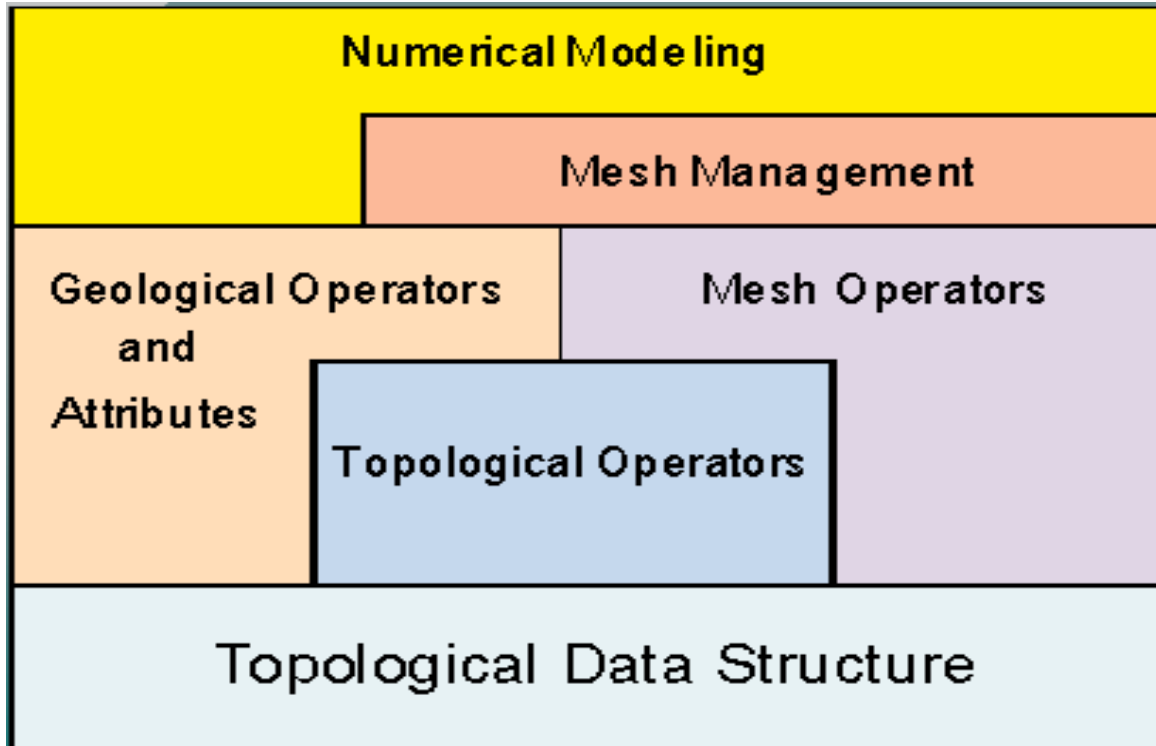 Numerical Modeling
Mesh Management
Geological Operators
and
Attributes
Mesh Operators
Topological Operators
Topological Data Structure